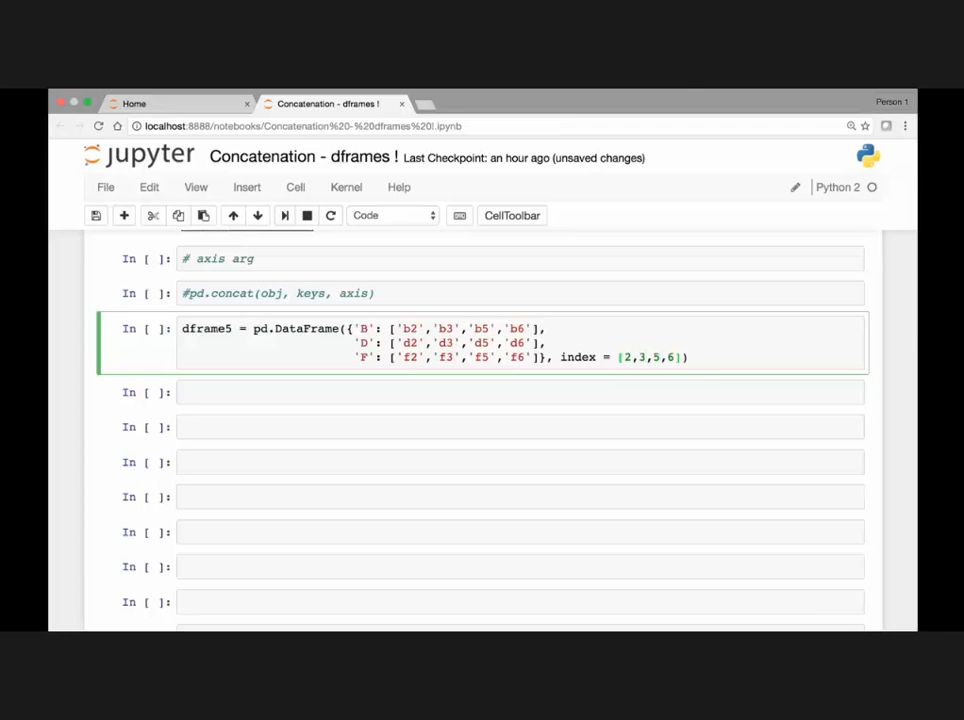 Home
Concatenation - dframes !
Person 1
localhost:8888/notebooks/Concatenation%20-%20dframes%20!.ipynb
jupyter Concatenation - dframes ! Last Checkpoint: an hour ago (unsaved changes)
File Edit View Insert Cell Kernel Help Python 2
Code CellToolbar
In [ ]: # axis arg
In [ ]: #pd.concat(obj, keys, axis)
In [ ]: dframe5 = pd.DataFrame({'B': ['b2','b3','b5','b6'],
'D': ['d2','d3','d5','d6'],
'F': ['f2','f3','f5','f6']}, index = [2,3,5,6])
In [ ]:
In [ ]:
In [ ]:
In [ ]:
In [ ]:
In [ ]:
In [ ]: